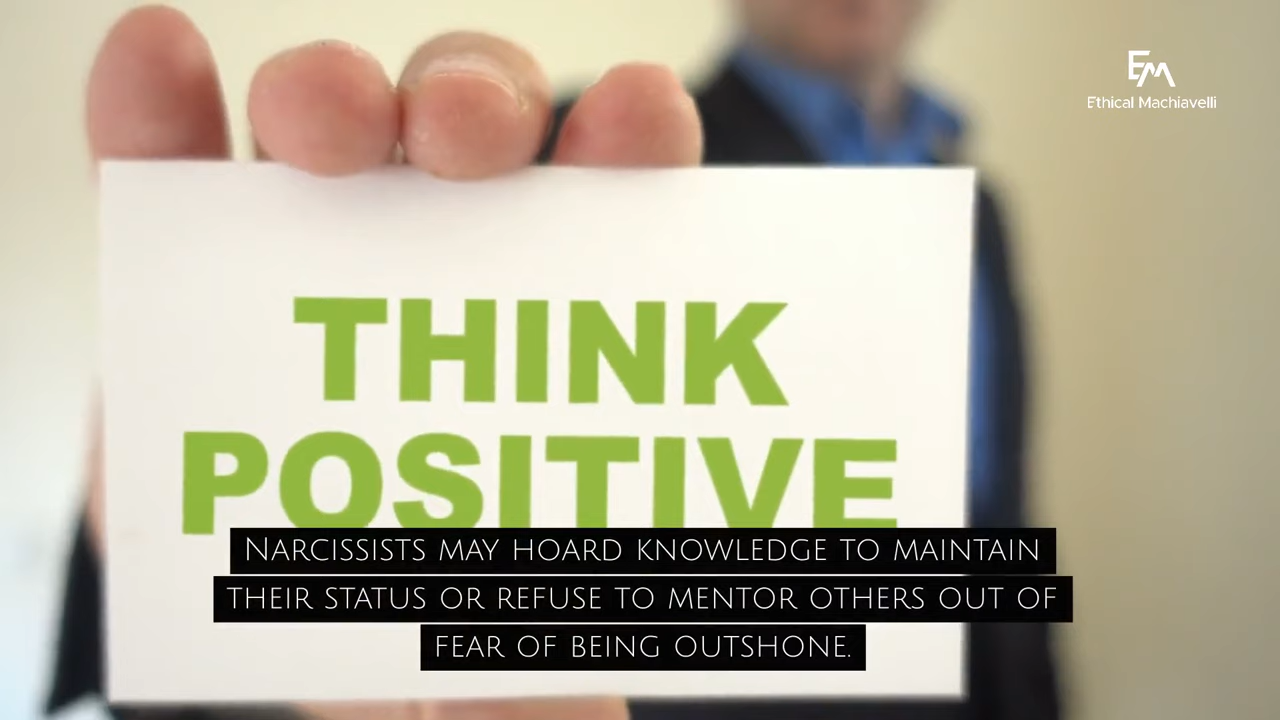 EM
Ethical Machiavelli
THINK
POSITIVE
Narcissists may hoard knowledge to maintain
their status or refuse to mentor others out of
fear of being outshone.